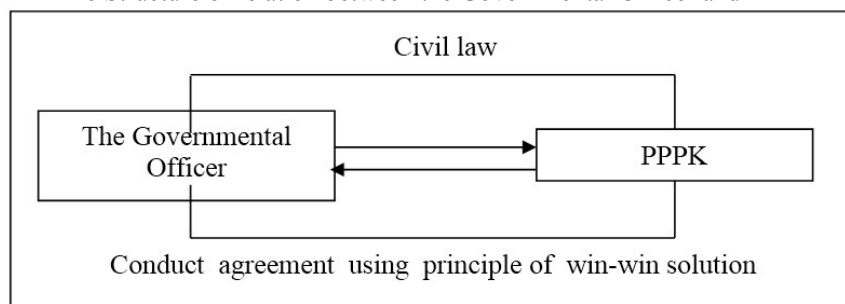 Civil law
The Governmental
Officer
PPPK
Conduct agreement using principle of win-win solution